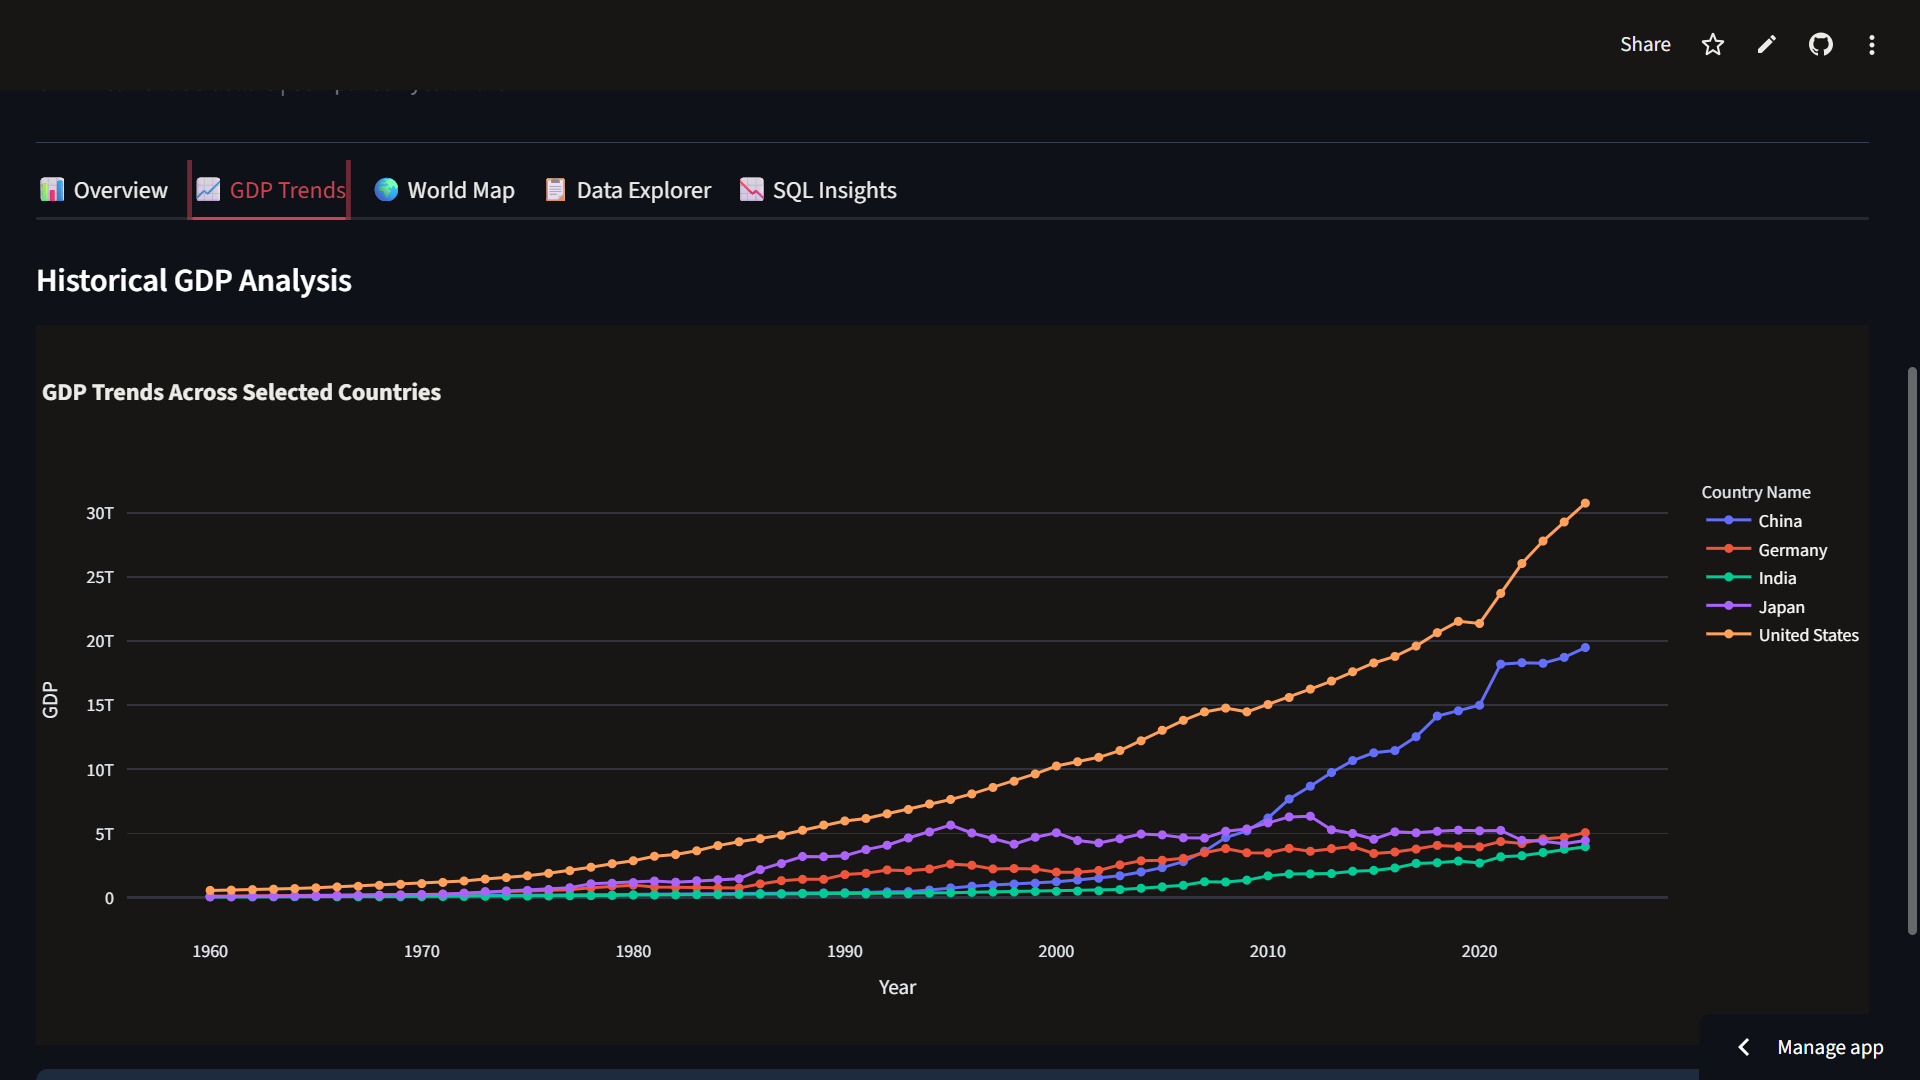 Share
Overview
GDP Trends
World Map
Data Explorer
SQL Insights
Historical GDP Analysis
GDP Trends Across Selected Countries
Country Name
China
Germany
India
Japan
United States
30T
25T
20T
15T
10T
5T
0
GDP
1960
1970
1980
1990
2000
2010
2020
Year
Manage app